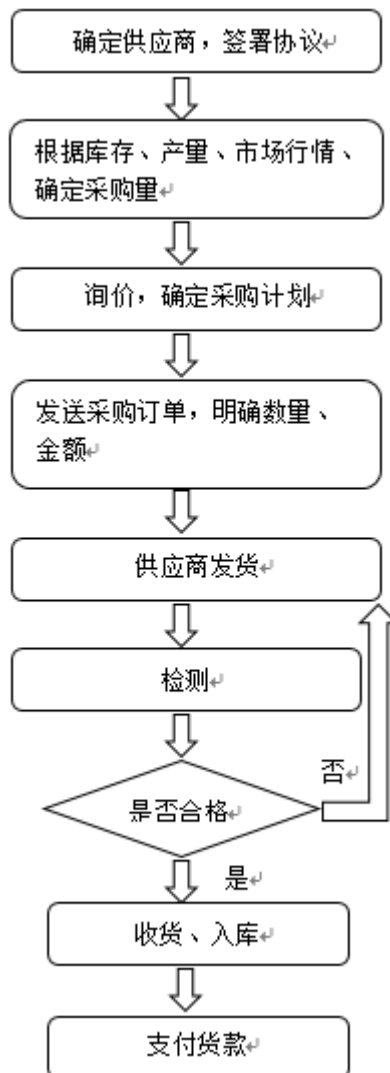 确定供应商，签署协议
根据库存、产量、市场行情、
确定采购量
询价，确定采购计划
发送采购订单，明确数量、
金额
供应商发货
检测
否
是否合格
是
收货、入库
支付货款